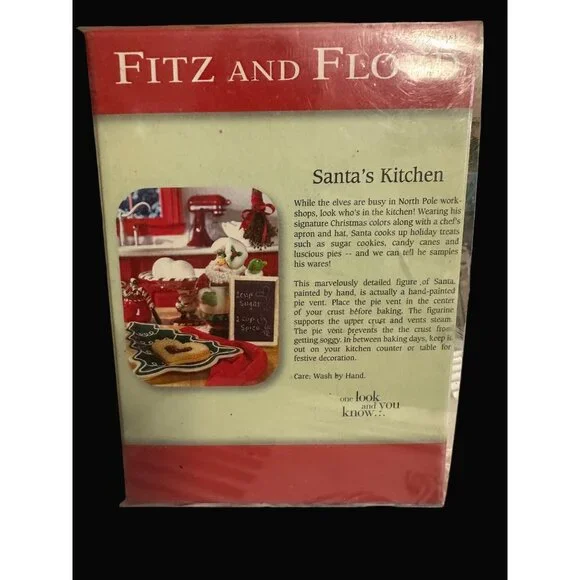 FITZ AND FLOYD
Santa's Kitchen
While the elves are busy in North Pole work-
shops, look who's in the kitchen! Wearing his
signature Christmas colors along with a chef's
apron and hat, Santa cooks up holiday treats
such as sugar cookies, candy canes and
luscious pies -- and we can tell he samples
his wares!
This marvelously detailed figure of Santa,
painted by hand, is actually a hand-painted
pie vent. Place the pie vent in the center
of your crust before baking. The figurine
supports the upper crust and vents steam.
The pie vent prevents the the crust from
getting soggy. In between baking days, keep it
out on your kitchen counter or table for
festive decoration.
Care: Wash by Hand.
one look
and you
know...
Sugar
1 Cup
Spice